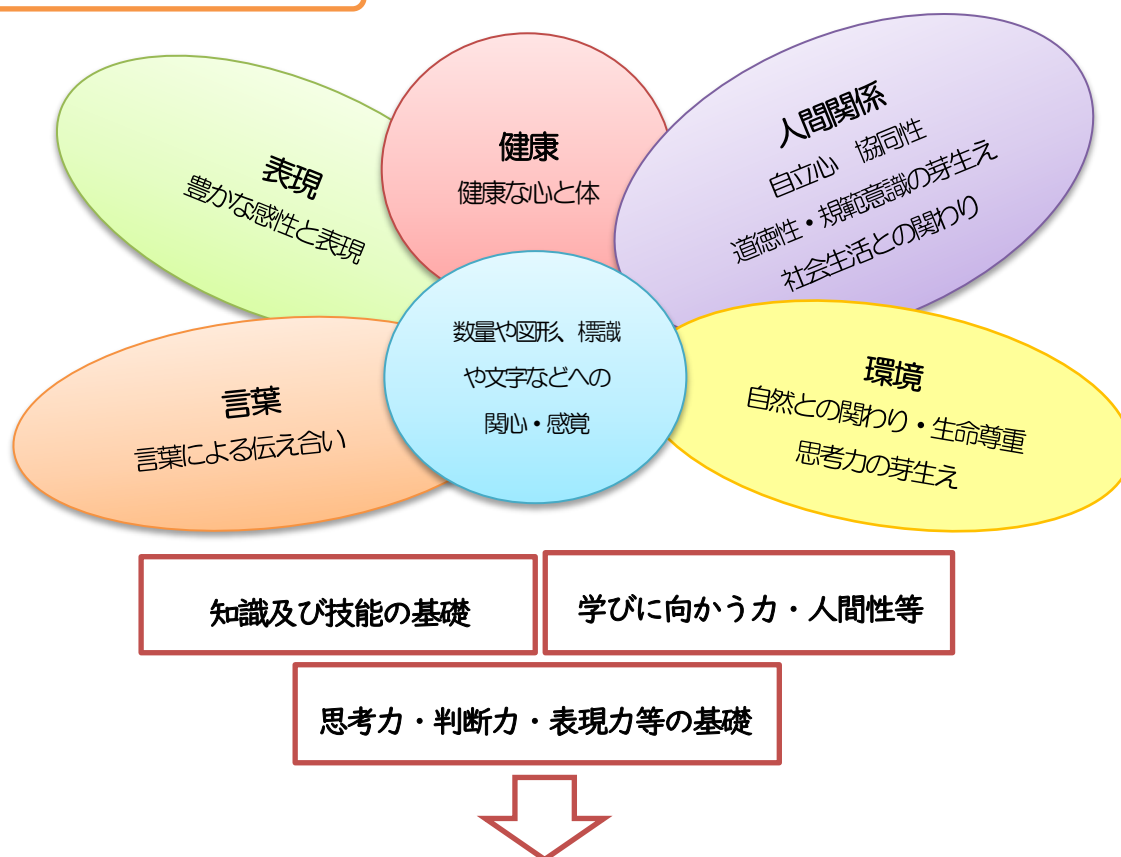 表現
豊かな感性と表現
健康
健康な心と体
人間関係
自立心　協同性
道徳性・規範意識の芽生え
社会生活との関わり
言葉
言葉による伝え合い
数量や図形、標識
や文字などへの
関心・感覚
環境
自然との関わり・生命尊重
思考力の芽生え
知識及び技能の基礎
学びに向かう力・人間性等
思考力・判断力・表現力等の基礎